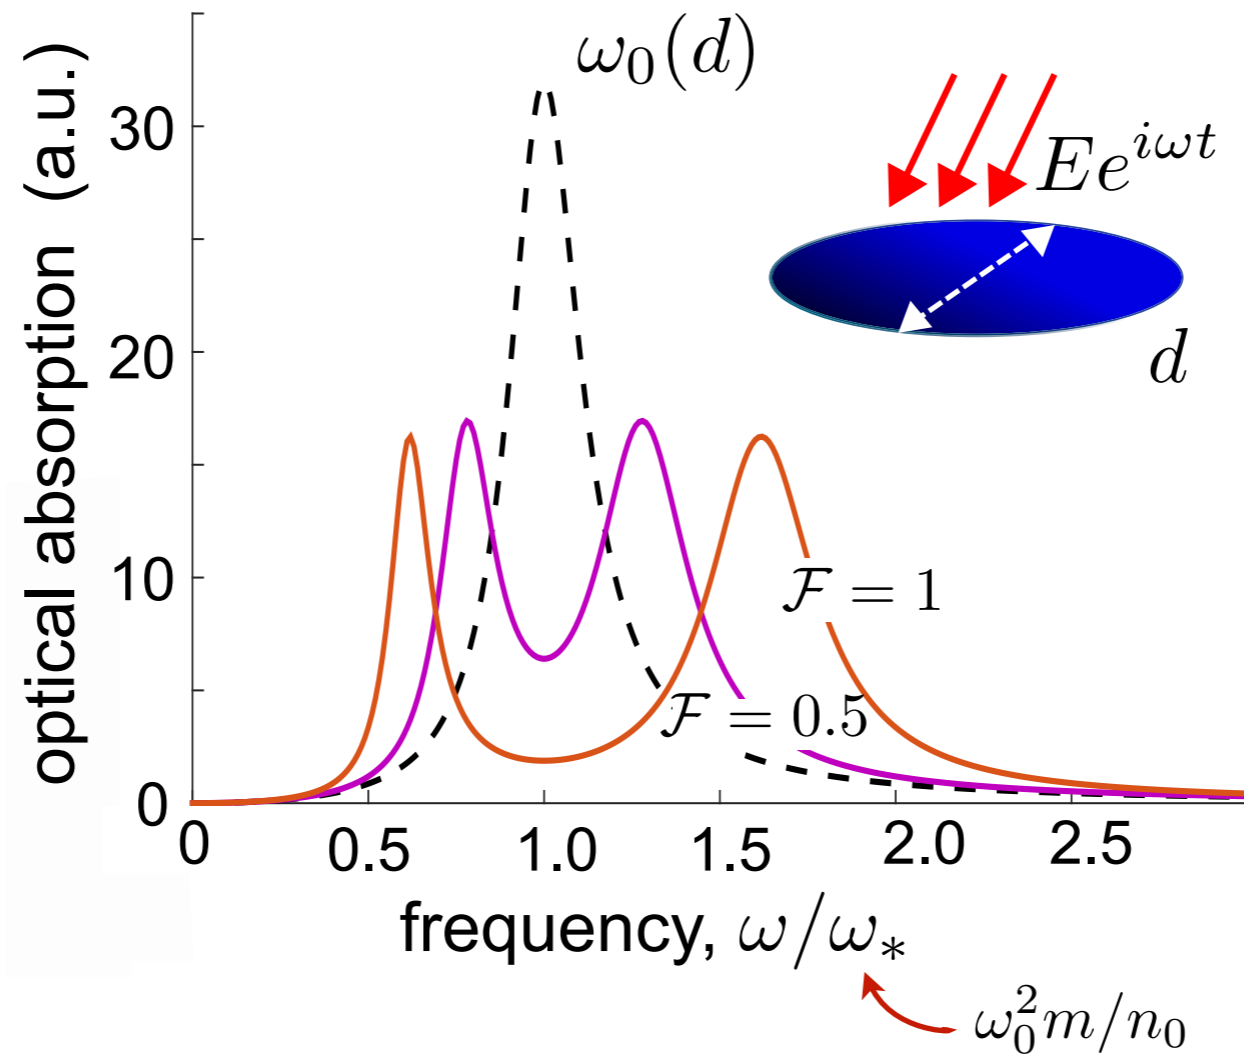 optical absorption (a.u.)
30
20
10
0
ω₀(d)
Ee^{iωt}
d
𝓕 = 1
𝓕 = 0.5
0 0.5 1.0 1.5 2.0 2.5
frequency, ω/ω_*
ω₀²m/n₀